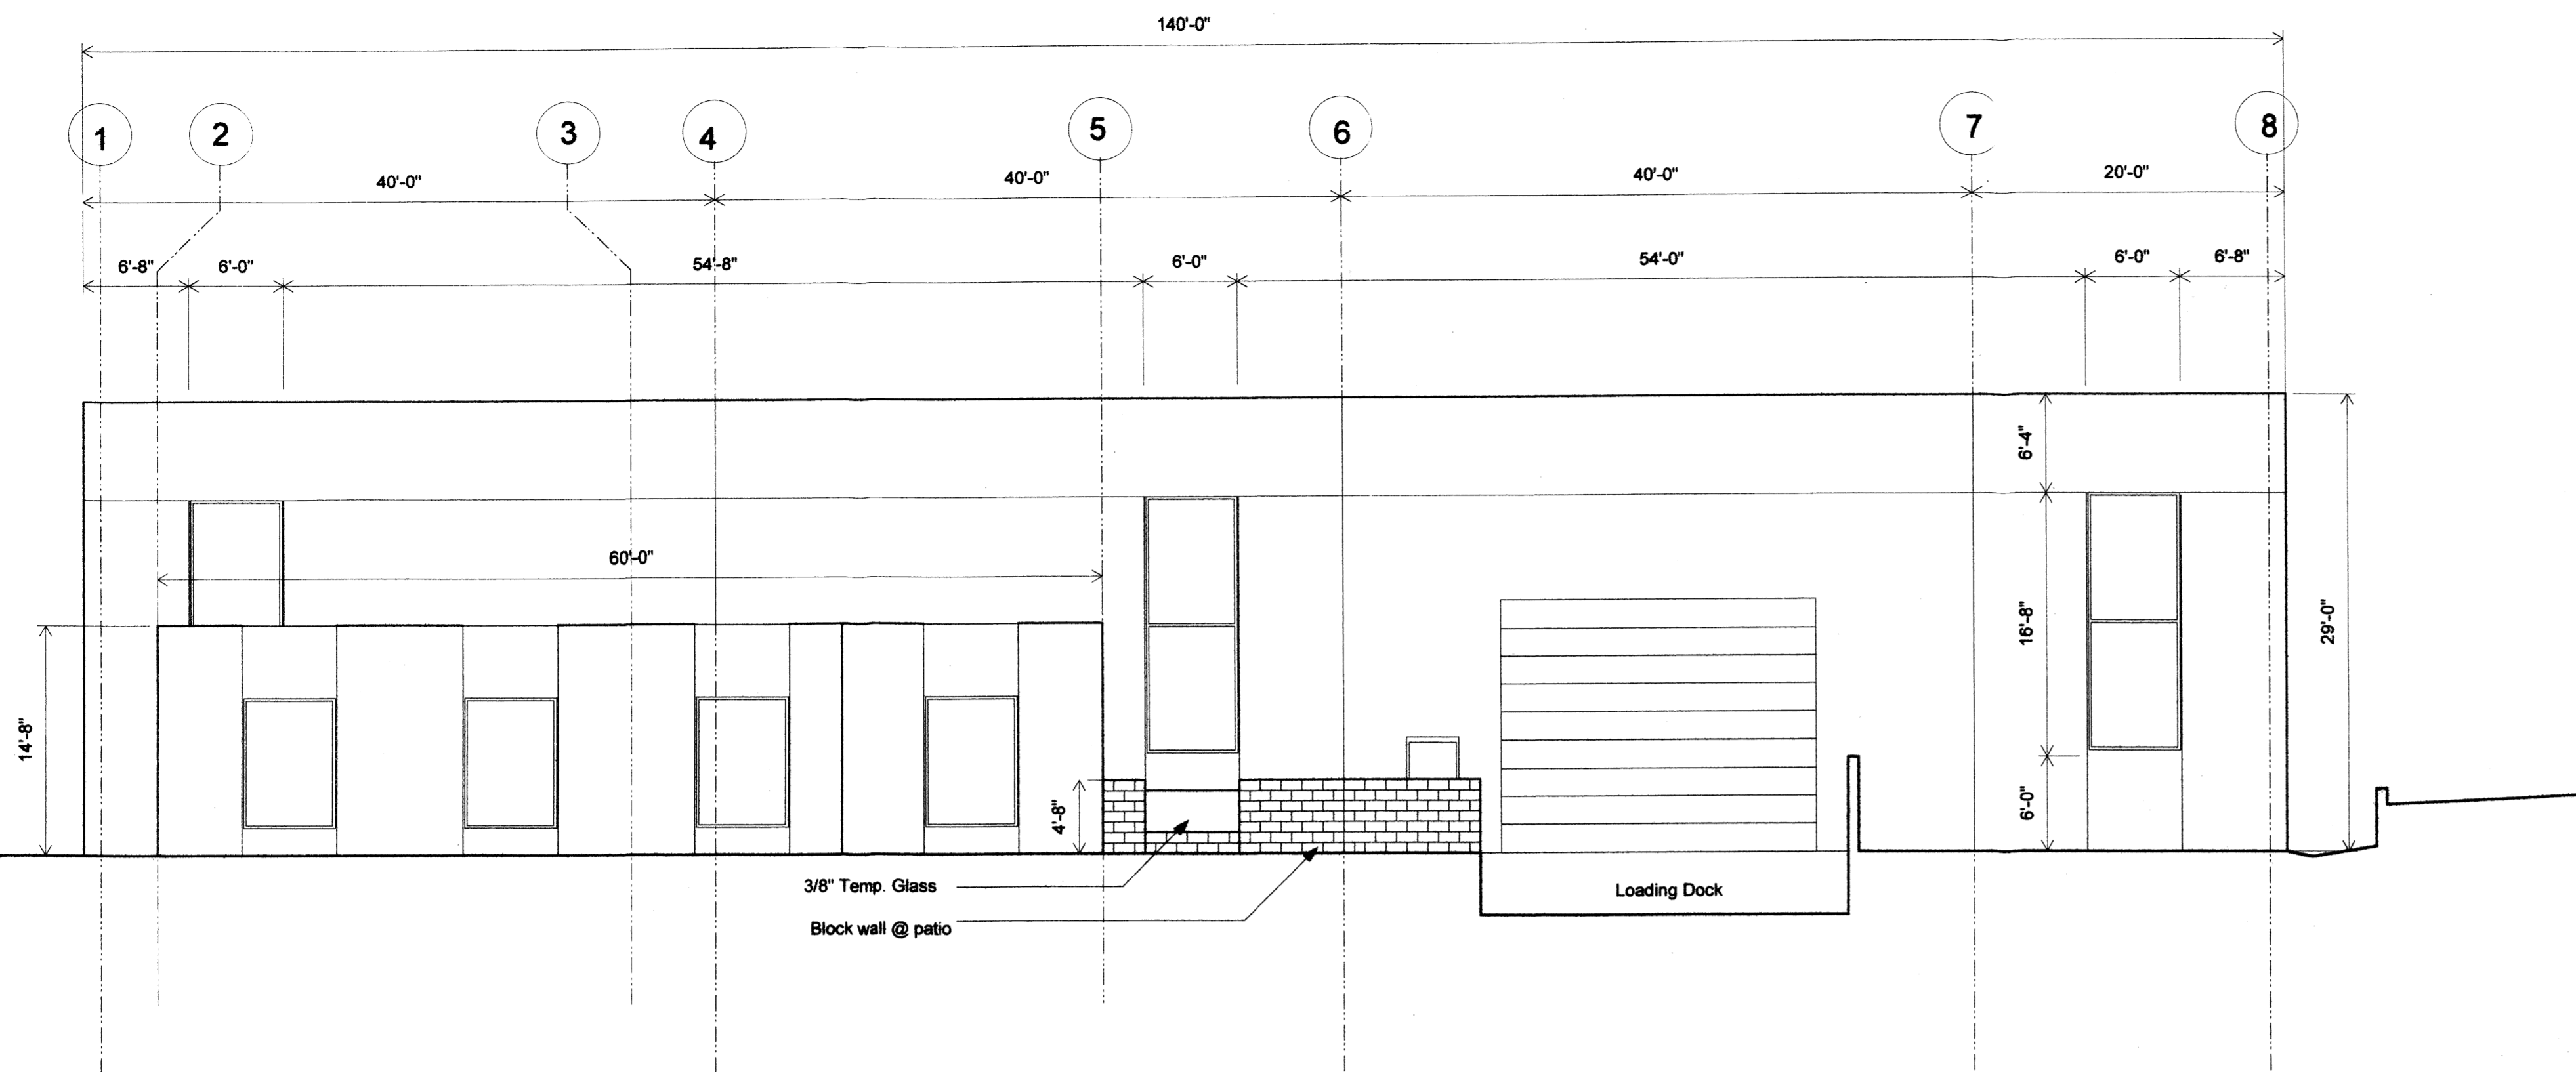 140'-0"
1 2 3 4 5 6 7 8
40'-0" 40'-0" 40'-0" 20'-0"
6'-8" 6'-0" 54'-8" 6'-0" 54'-0" 6'-0" 6'-8"
6'-4"
60'-0"
16'-8"
29'-0"
14'-8"
4'-8"
6'-0"
3/8" Temp. Glass
Loading Dock
Block wall @ patio